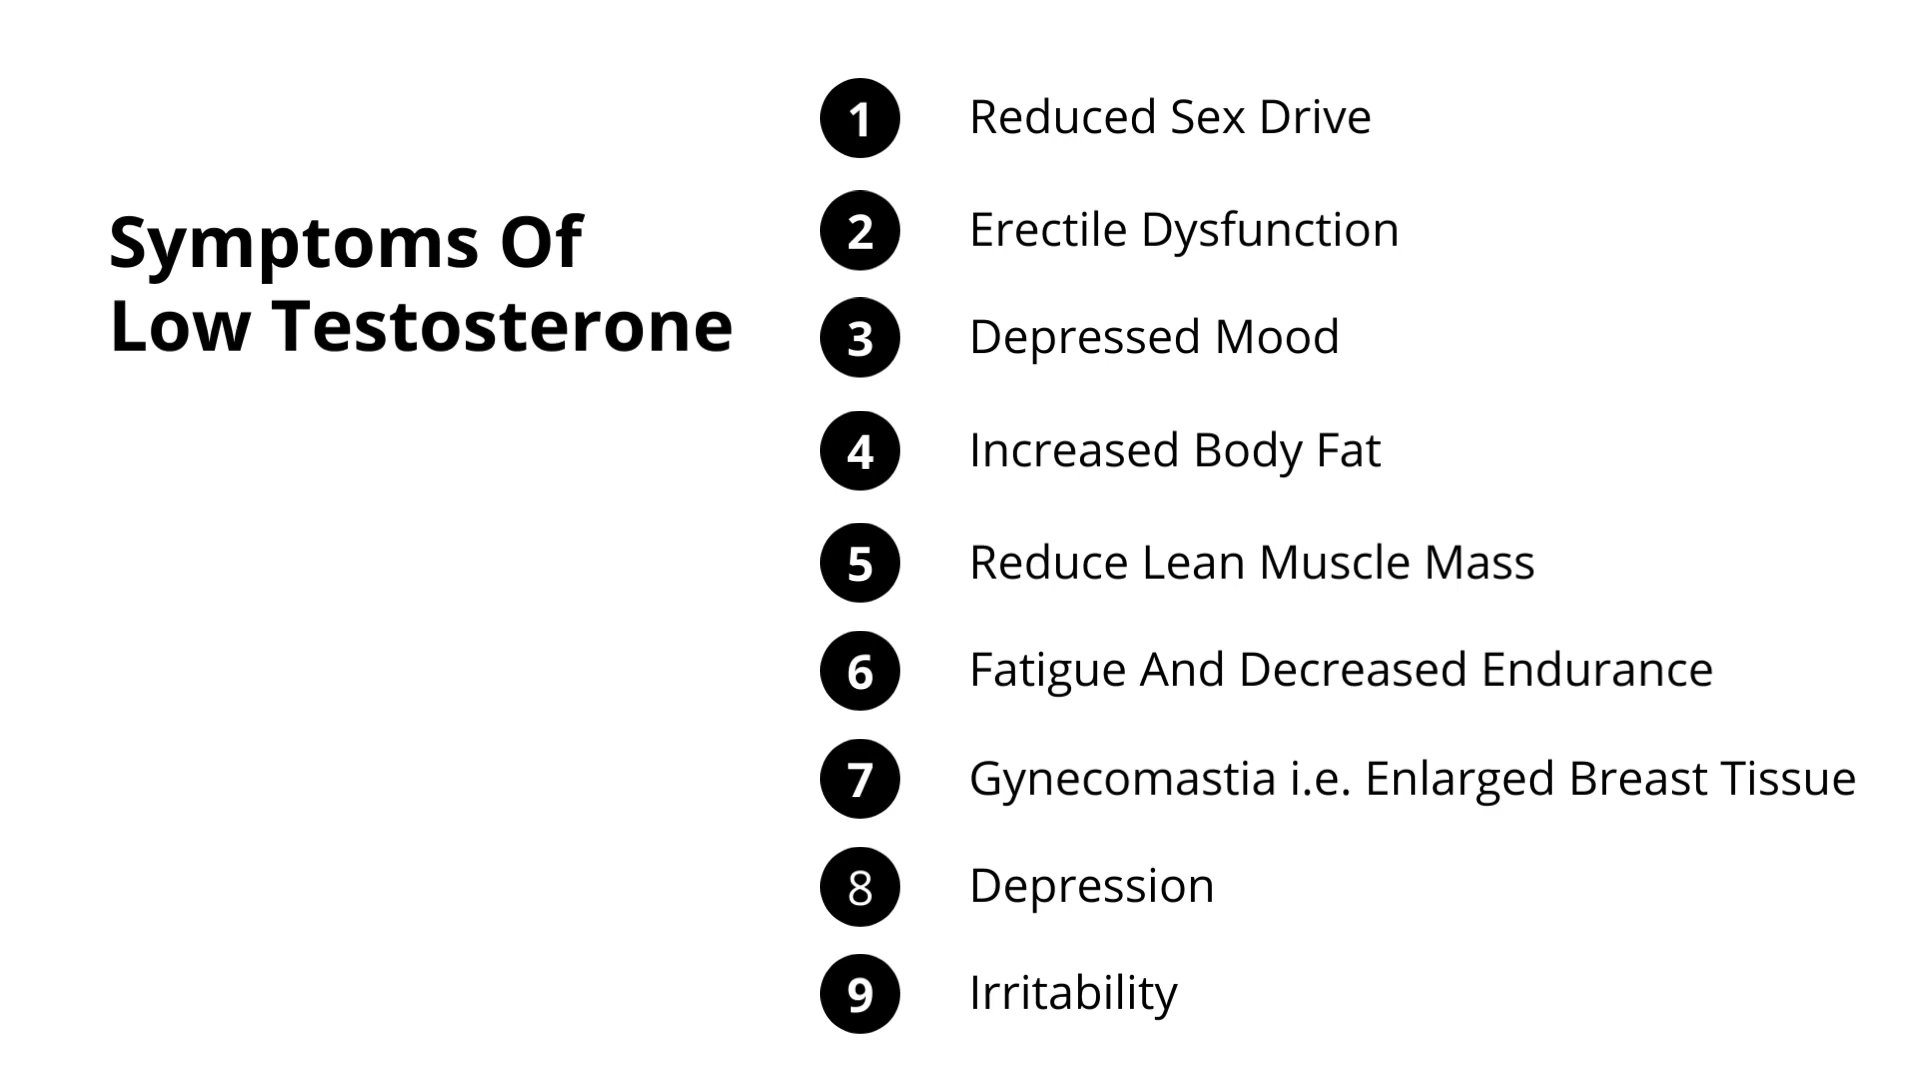 Symptoms Of
Low Testosterone
1 Reduced Sex Drive
2 Erectile Dysfunction
3 Depressed Mood
4 Increased Body Fat
5 Reduce Lean Muscle Mass
6 Fatigue And Decreased Endurance
7 Gynecomastia i.e. Enlarged Breast Tissue
8 Depression
9 Irritability